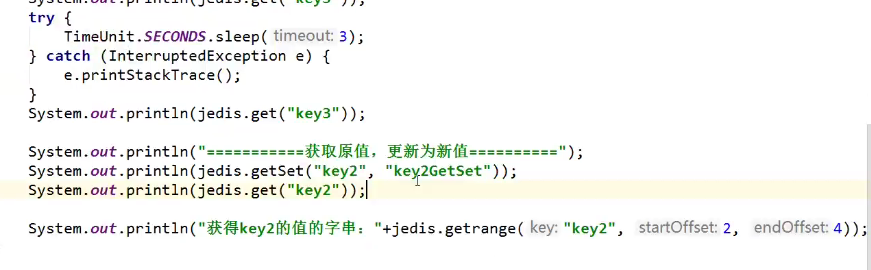 System.out.println(jedis.get("key3"));
try {
TimeUnit.SECONDS.sleep( timeout: 3);
} catch (InterruptedException e) {
e.printStackTrace();
}
System.out.println(jedis.get("key3"));
System.out.println("===========获取原值，更新为新值==========");
System.out.println(jedis.getSet("key2", "key2GetSet"));
System.out.println(jedis.get("key2"));
System.out.println("获得key2的值的字串："+jedis.getrange( key: "key2", startOffset: 2, endOffset: 4));